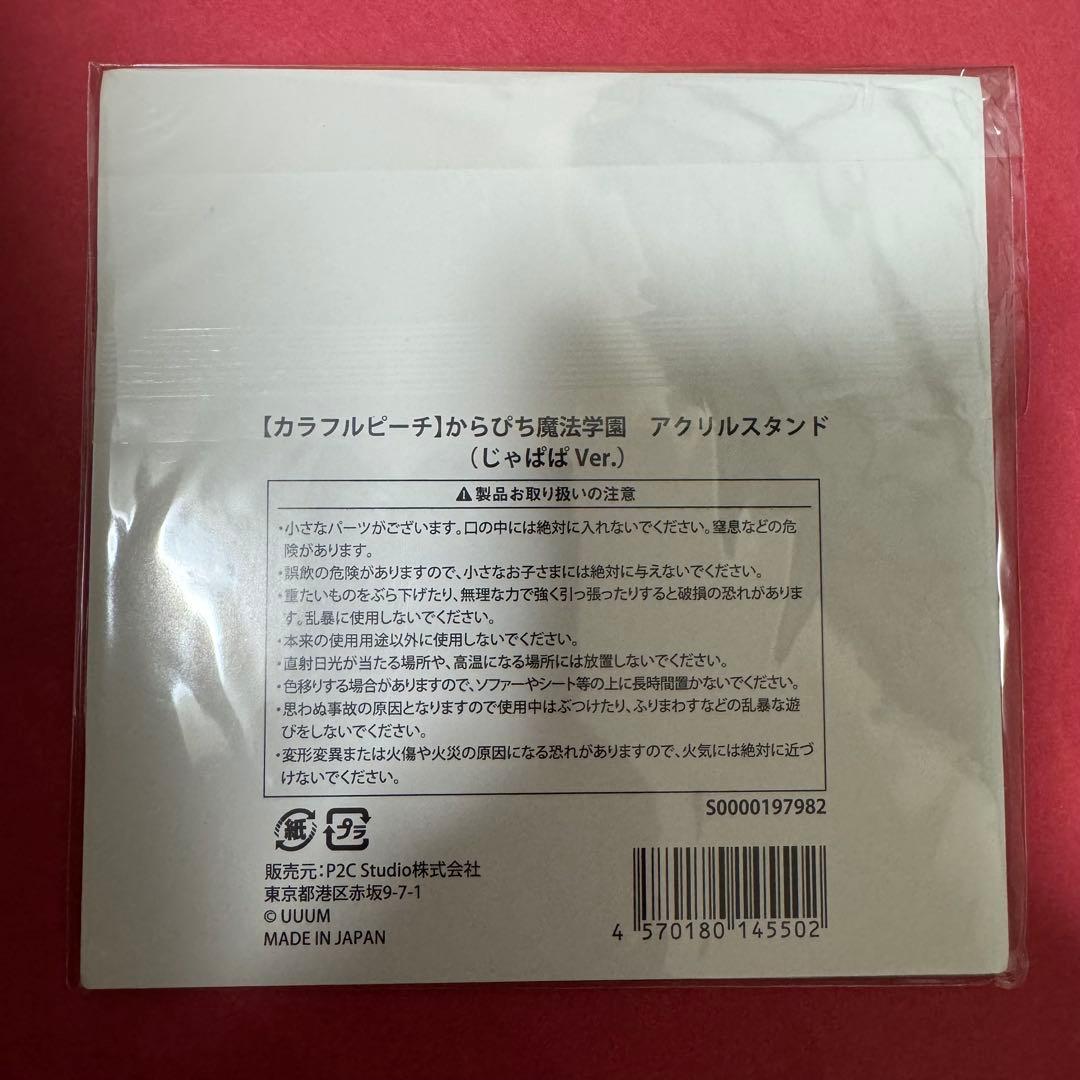 【カラフルピーチ】からぴち魔法学園　アクリルスタンド
（じゃぱぱ Ver.）
⚠製品お取り扱いの注意
・小さなパーツがございます。口の中には絶対に入れないでください。窒息などの危
険があります。
・誤飲の危険がありますので、小さなお子さまには絶対に与えないでください。
・重たいものをぶら下げたり、無理な力で強く引っ張ったりすると破損の恐れがありま
す。乱暴に使用しないでください。
・本来の使用用途以外に使用しないでください。
・直射日光が当たる場所や、高温になる場所には放置しないでください。
・色移りする場合がありますので、ソファーやシート等の上に長時間置かないでください。
・思わぬ事故の原因となりますので使用中はぶつけたり、ふりまわすなどの乱暴な遊
びをしないでください。
・変形変異または火傷や火災の原因になる恐れがありますので、火気には絶対に近づ
けないでください。
S0000197982
紙 プラ
販売元：P2C Studio株式会社
東京都港区赤坂9-7-1
© UUUM
MADE IN JAPAN
4 570180 145502